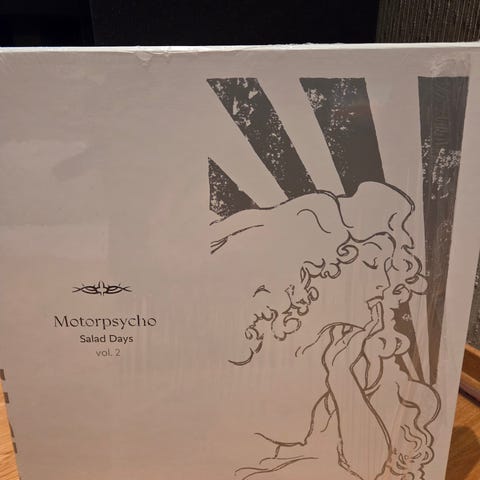 Motorpsycho
Salad Days
vol. 2